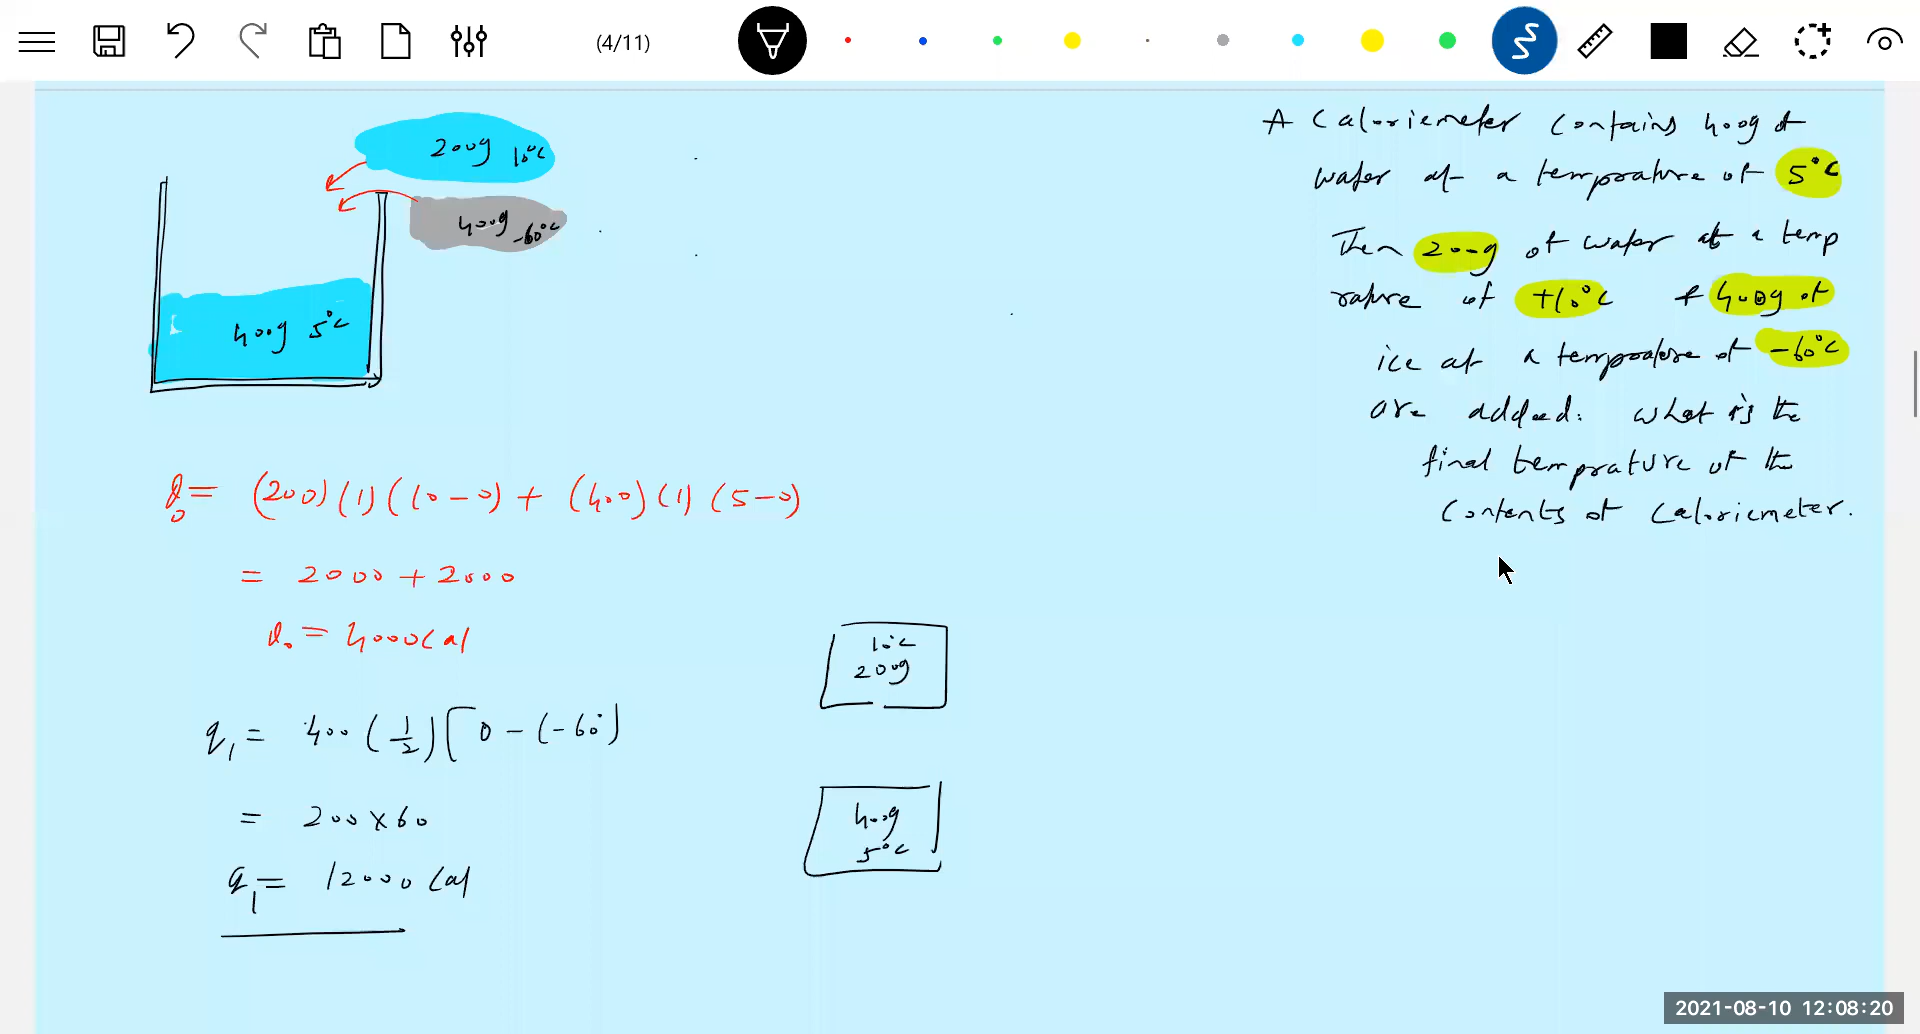 (4/11)
200g 10°C
400g -60°C
400g 5°C
A Caloriemeter contains 400g of
water at a temprature of 5°C
Then 200g of water at a temp
rature of +10°C & 400g of
ice at a temprature of -60°C
are added. what is the
final temprature of the
Contents of Caloriemeter.
Q₀ = (200)(1)(10-0) + (400)(1)(5-0)
= 2000 + 2000
Q₀ = 4000 Cal
q₁ = 400 (1/2) [0 - (-60°)
= 200 x 60
q₁ = 12000 Cal
10°C
200g
400g
5°C
2021-08-10 12:08:20